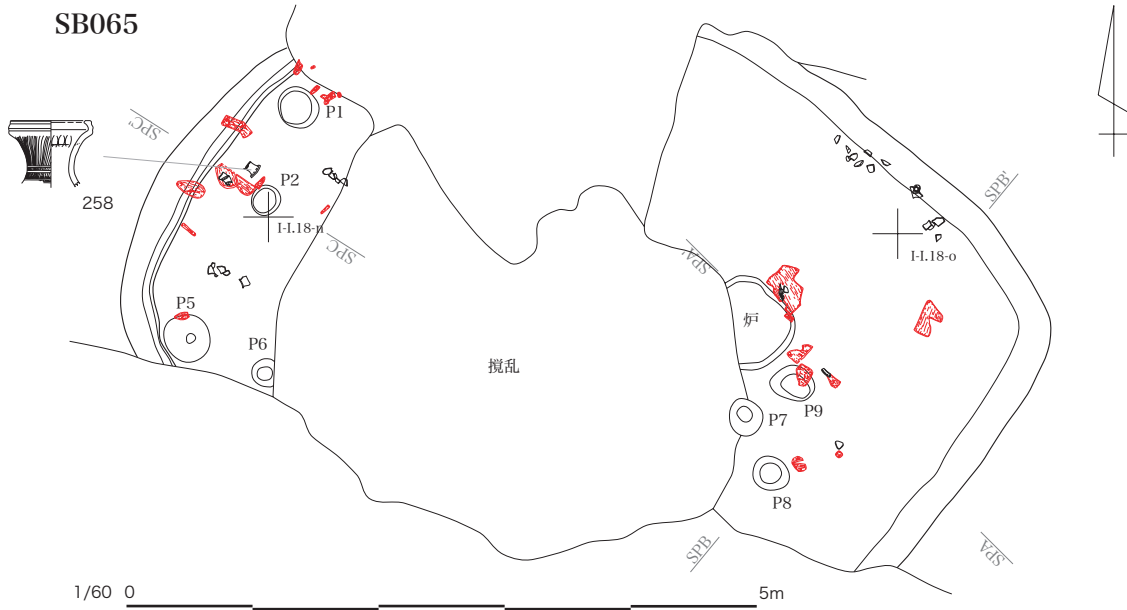 SB065
P1
SPC'
P2
258
I-I.18-n
SPC
SPB'
I-I.18-o
SPA'
P5
炉
P6
撹乱
P9
P7
P8
SPB
SPA
1/60 0 5m